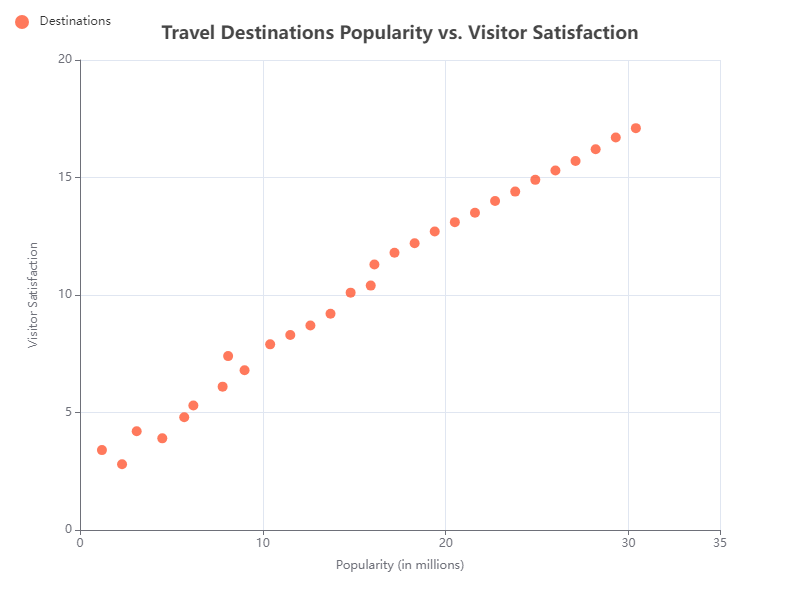 Destinations
Travel Destinations Popularity vs. Visitor Satisfaction
20
15
10
5
0
Visitor Satisfaction
0 10 20 30 35
Popularity (in millions)